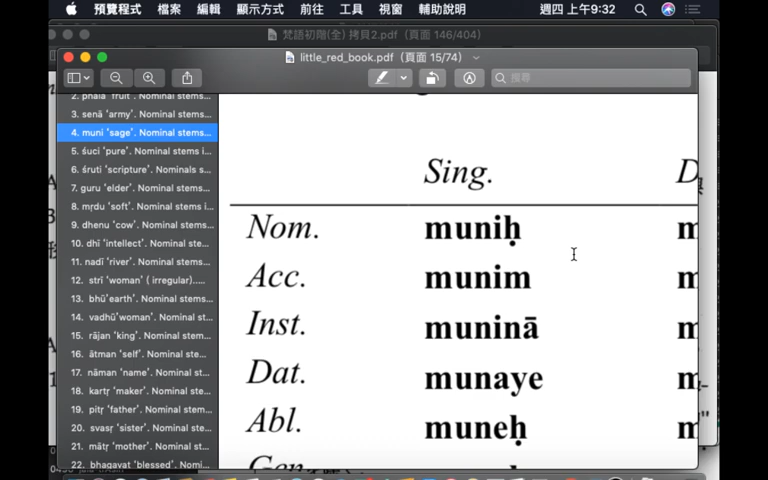 預覽程式 檔案 編輯 顯示方式 前往 工具 視窗 輔助說明 週四 上午9:32
梵語初階(全) 拷貝2.pdf（頁面 146/404）
little_red_book.pdf（頁面 15/74）
搜尋
2. phala 'fruit'. Nominal stems...
3. senā 'army'. Nominal stems...
4. muni 'sage'. Nominal stems...
5. śuci 'pure'. Nominal stems i...
6. śruti 'scripture'. Nominals s...
7. guru 'elder'. Nominal stems...
8. mṛdu 'soft'. Nominal stems i...
9. dhenu 'cow'. Nominal stems...
10. dhī 'intellect'. Nominal ste...
11. nadī 'river'. Nominal stems...
12. strī 'woman' ( irregular)......
13. bhū'earth'. Nominal stems...
14. vadhū'woman'. Nominal st...
15. rājan 'king'. Nominal stem...
16. ātman 'self'. Nominal ste...
17. nāman 'name'. Nominal st...
18. kartṛ 'maker'. Nominal ste...
19. pitṛ 'father'. Nominal stem...
20. svasṛ 'sister'. Nominal ste...
21. mātṛ 'mother'. Nominal st...
22. bhagavat 'blessed'. Nomi...
Sing. D
Nom. muniḥ m
Acc. munim m
Inst. muninā m
Dat. munaye m
Abl. muneḥ m
Gen.